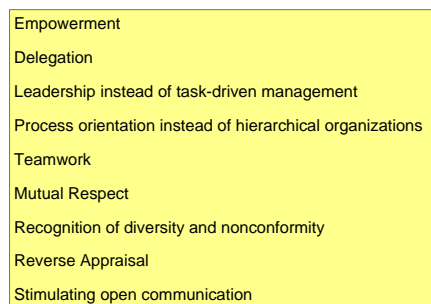 Empowerment
Delegation
Leadership instead of task-driven management
Process orientation instead of hierarchical organizations
Teamwork
Mutual Respect
Recognition of diversity and nonconformity
Reverse Appraisal
Stimulating open communication